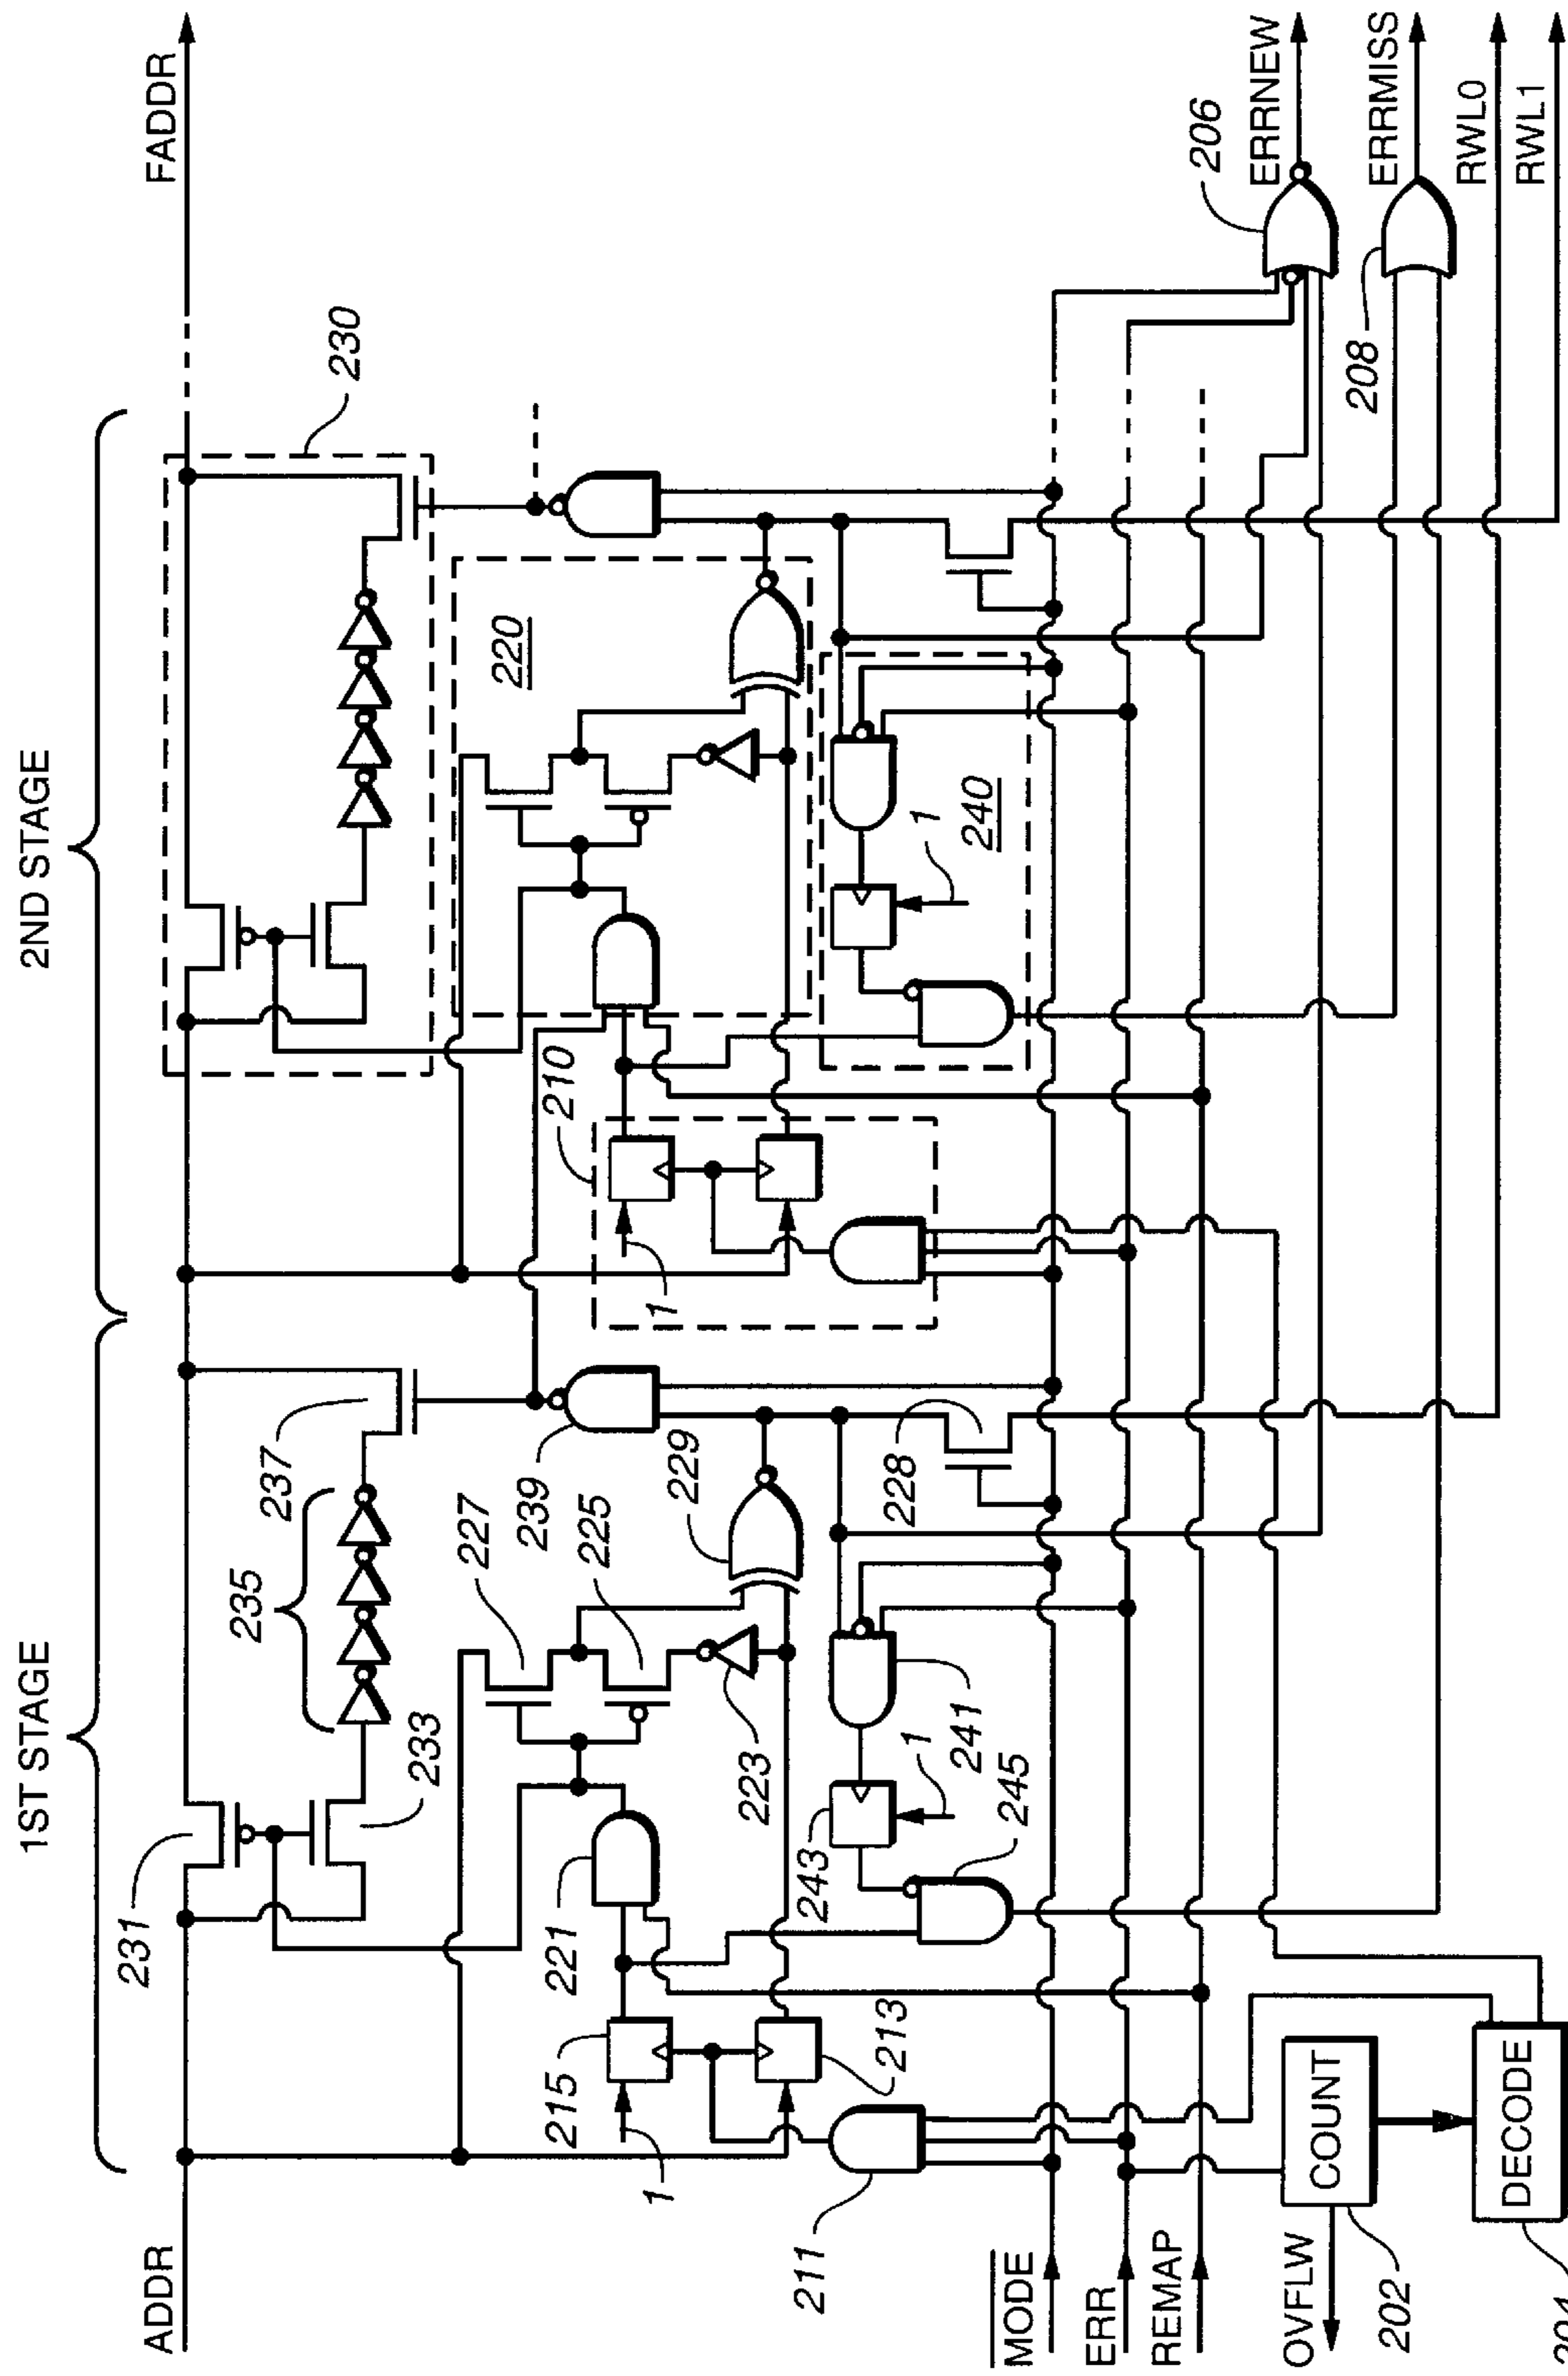 1ST STAGE
2ND STAGE
ADDR
FADDR
231
233
235
237
230
227
225
239
229
223
228
221
215
213
1
211
210
220
1
241
243
245
1
240
1
MODE
ERR
REMAP
OVFLW
COUNT
202
DECODE
206
208
ERRNEW
ERRMISS
RWL0
RWL1